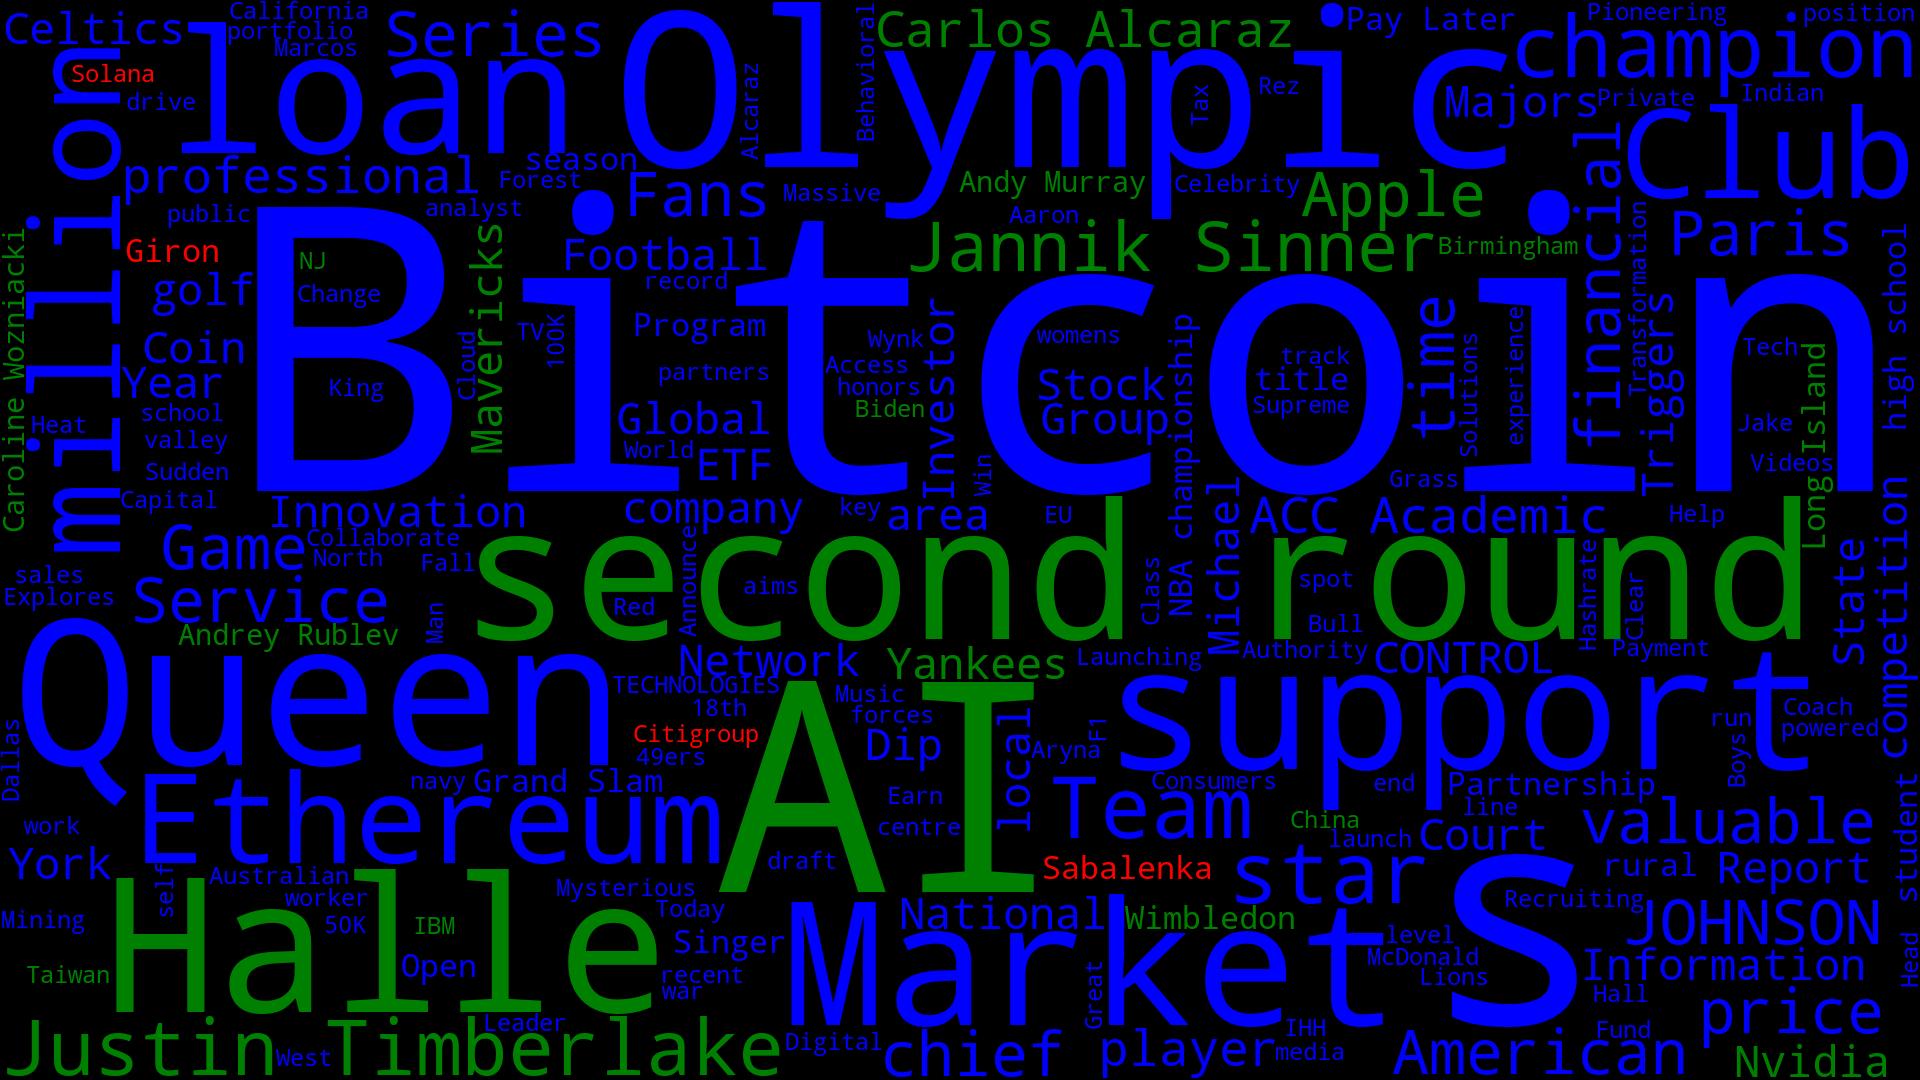 Celtics
California
portfolio
Marcos
Solana
drive
loan
Series
Olympic
Carlos Alcaraz
Behavioral
Alcaraz
Pay Later
Pioneering
position
champion
Majors
Private
Indian
Tax
Rez
Club
million
professional
season
Forest
public
analyst
Fans
Massive
Andy Murray
Celebrity
Apple
Aaron
Jannik Sinner
Birmingham
financial
Paris
Transformation
high school
Caroline Wozniacki
Giron
golf
NJ
Change
Mavericks
Football
record
Bitcoin
Coin
Year
King
Cloud
TV
100K
Program
partners
Wynk
Access
honors
Biden
Investor
womens
Stock
Group
championship
track
title
Supreme
time
Solutions
experience
Triggers
Tech
Jake
Videos
Long Island
Heat
school
valley
Sudden
Capital
Global
World
ETF
Win
Grass
Innovation
company
key
area
EU
ACC
Academic
Help
Game
Collaborate
North
Fall
second round
Announce
aims
Class
NBA
Michael
spot
Hashrate
Clear
State
competition
sales
Explores
Service
Red
Man
Bull
Andrey Rublev
Queen
Network
Yankees
Launching
Authority
CONTROL
Payment
TECHNOLOGIES
18th
Music
forces
Citigroup
49ers
Dip
local
Aryna
F1
support
run
Boys
Coach
powered
Dallas
navy
Grand Slam
AI
Earn
centre
Consumers
end
Partnership
line
Ethereum
Team
China
launch
Court
valuable
student
work
York
draft
Sabalenka
star
rural
Report
self
Australian
worker
Mysterious
Today
Recruiting
Mining
50K
IBM
Halle
Markets
National
Wimbledon
JOHNSON
Singer
Open
recent
war
level
McDonald
Lions
Information
Head
Taiwan
Great
Hall
price
Leader
Justin Timberlake
West
Digital
chief
player
IHH
media
American
Fund
Nvidia